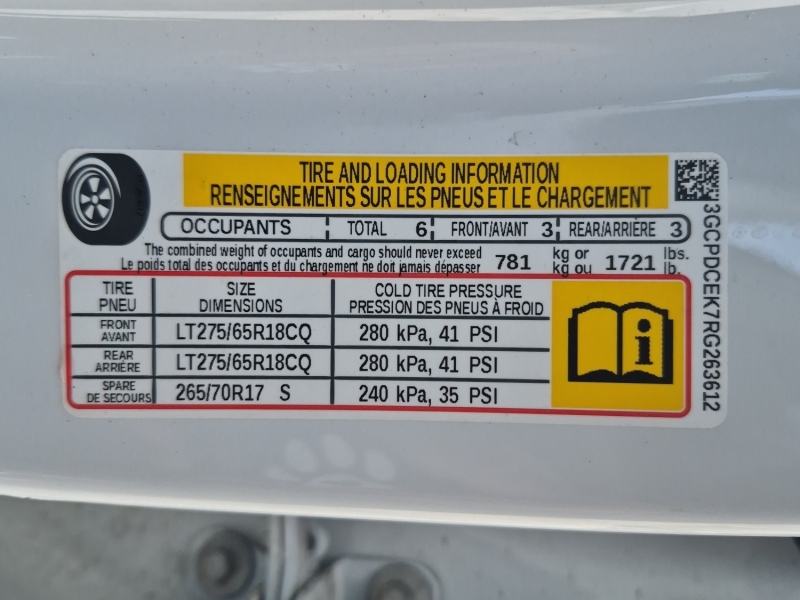 TIRE AND LOADING INFORMATION
RENSEIGNEMENTS SUR LES PNEUS ET LE CHARGEMENT
OCCUPANTS TOTAL 6 FRONT/AVANT 3 REAR/ARRIÈRE 3
The combined weight of occupants and cargo should never exceed 781 kg or 1721 lbs.
Le poids total des occupants et du chargement ne doit jamais dépasser kg ou lb.
TIRE PNEU SIZE DIMENSIONS COLD TIRE PRESSURE PRESSION DES PNEUS À FROID
FRONT AVANT LT275/65R18CQ 280 kPa, 41 PSI
REAR ARRIÈRE LT275/65R18CQ 280 kPa, 41 PSI
SPARE DE SECOURS 265/70R17 S 240 kPa, 35 PSI
3GCPDCEK7RG263612